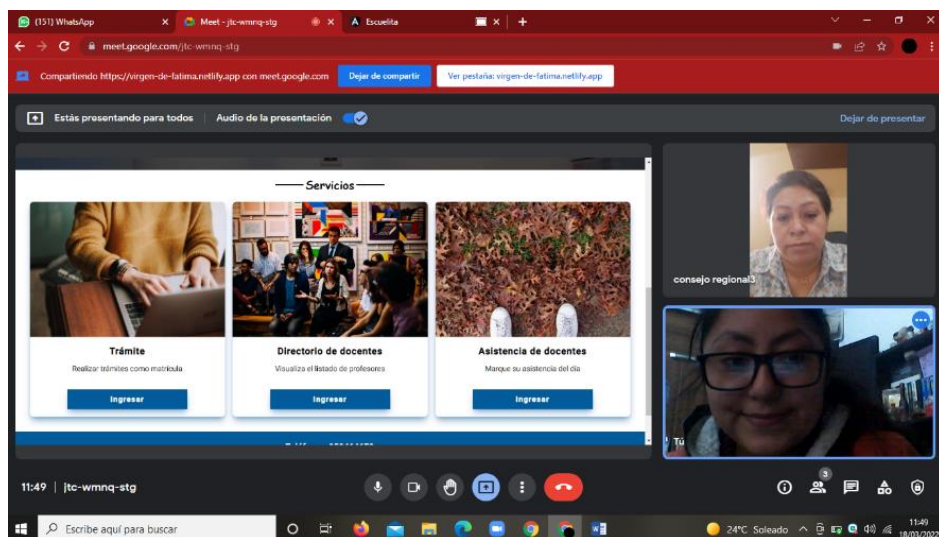 (151) WhatsApp
Meet - jtc-wmnq-stg
Escuelita
meet.google.com/jtc-wmnq-stg
Compartiendo https://virgen-de-fatima.netlify.app con meet.google.com
Dejar de compartir
Ver pestaña: virgen-de-fatima.netlify.app
Estás presentando para todos
Audio de la presentación
Dejar de presentar
Servicios
Trámite
Realizar trámites como matrícula
Ingresar
Directorio de docentes
Visualiza el listado de profesores
Ingresar
Asistencia de docentes
Marque su asistencia del día
Ingresar
consejo regional3
Tú
11:49 | jtc-wmnq-stg
3
Escribe aquí para buscar
24°C Soleado
11:49
18/03/2022